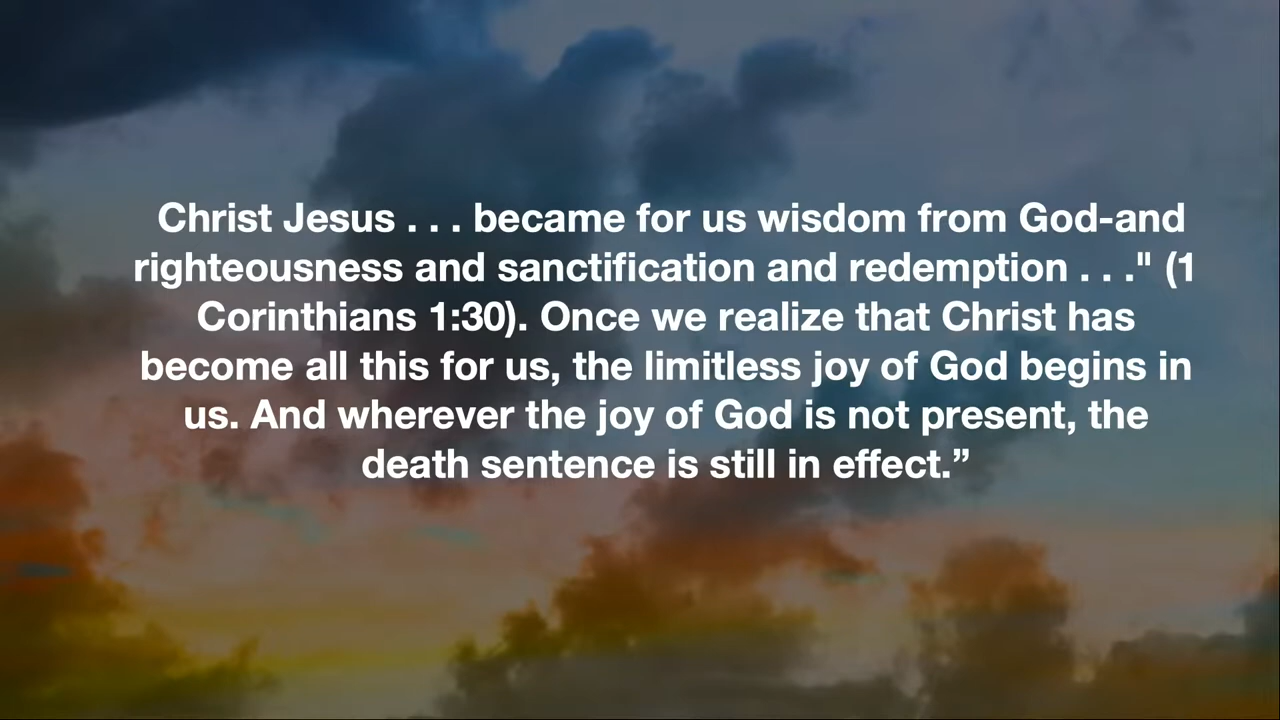 Christ Jesus . . . became for us wisdom from God-and
righteousness and sanctification and redemption . . ." (1
Corinthians 1:30). Once we realize that Christ has
become all this for us, the limitless joy of God begins in
us. And wherever the joy of God is not present, the
death sentence is still in effect.”